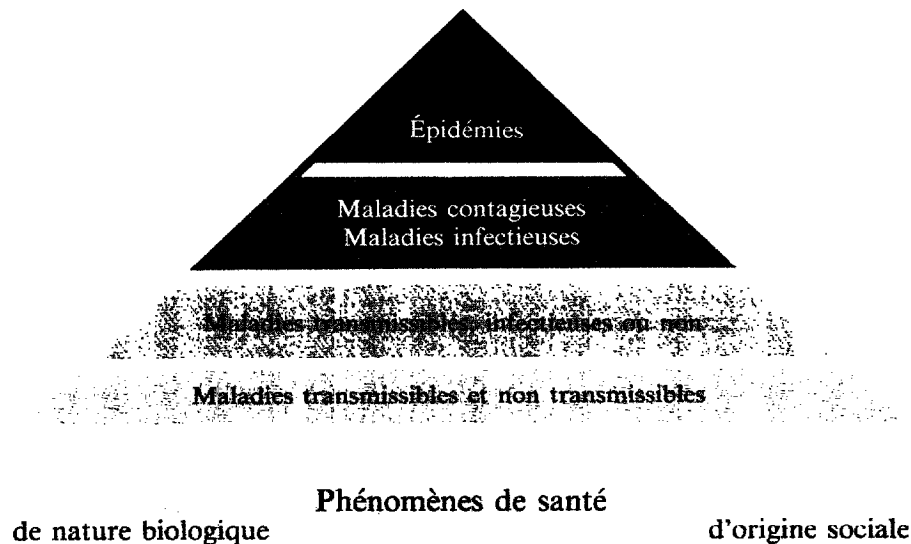 Épidémies
Maladies contagieuses
Maladies infectieuses
Maladies transmissibles, infectieuses ou non
Maladies transmissibles et non transmissibles
Phénomènes de santé
de nature biologique
d'origine sociale